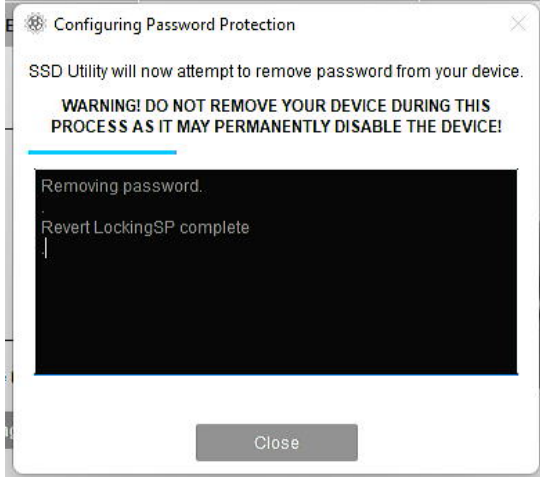 Configuring Password Protection
SSD Utility will now attempt to remove password from your device.
WARNING! DO NOT REMOVE YOUR DEVICE DURING THIS
PROCESS AS IT MAY PERMANENTLY DISABLE THE DEVICE!
Removing password.
.
Revert LockingSP complete
.
Close